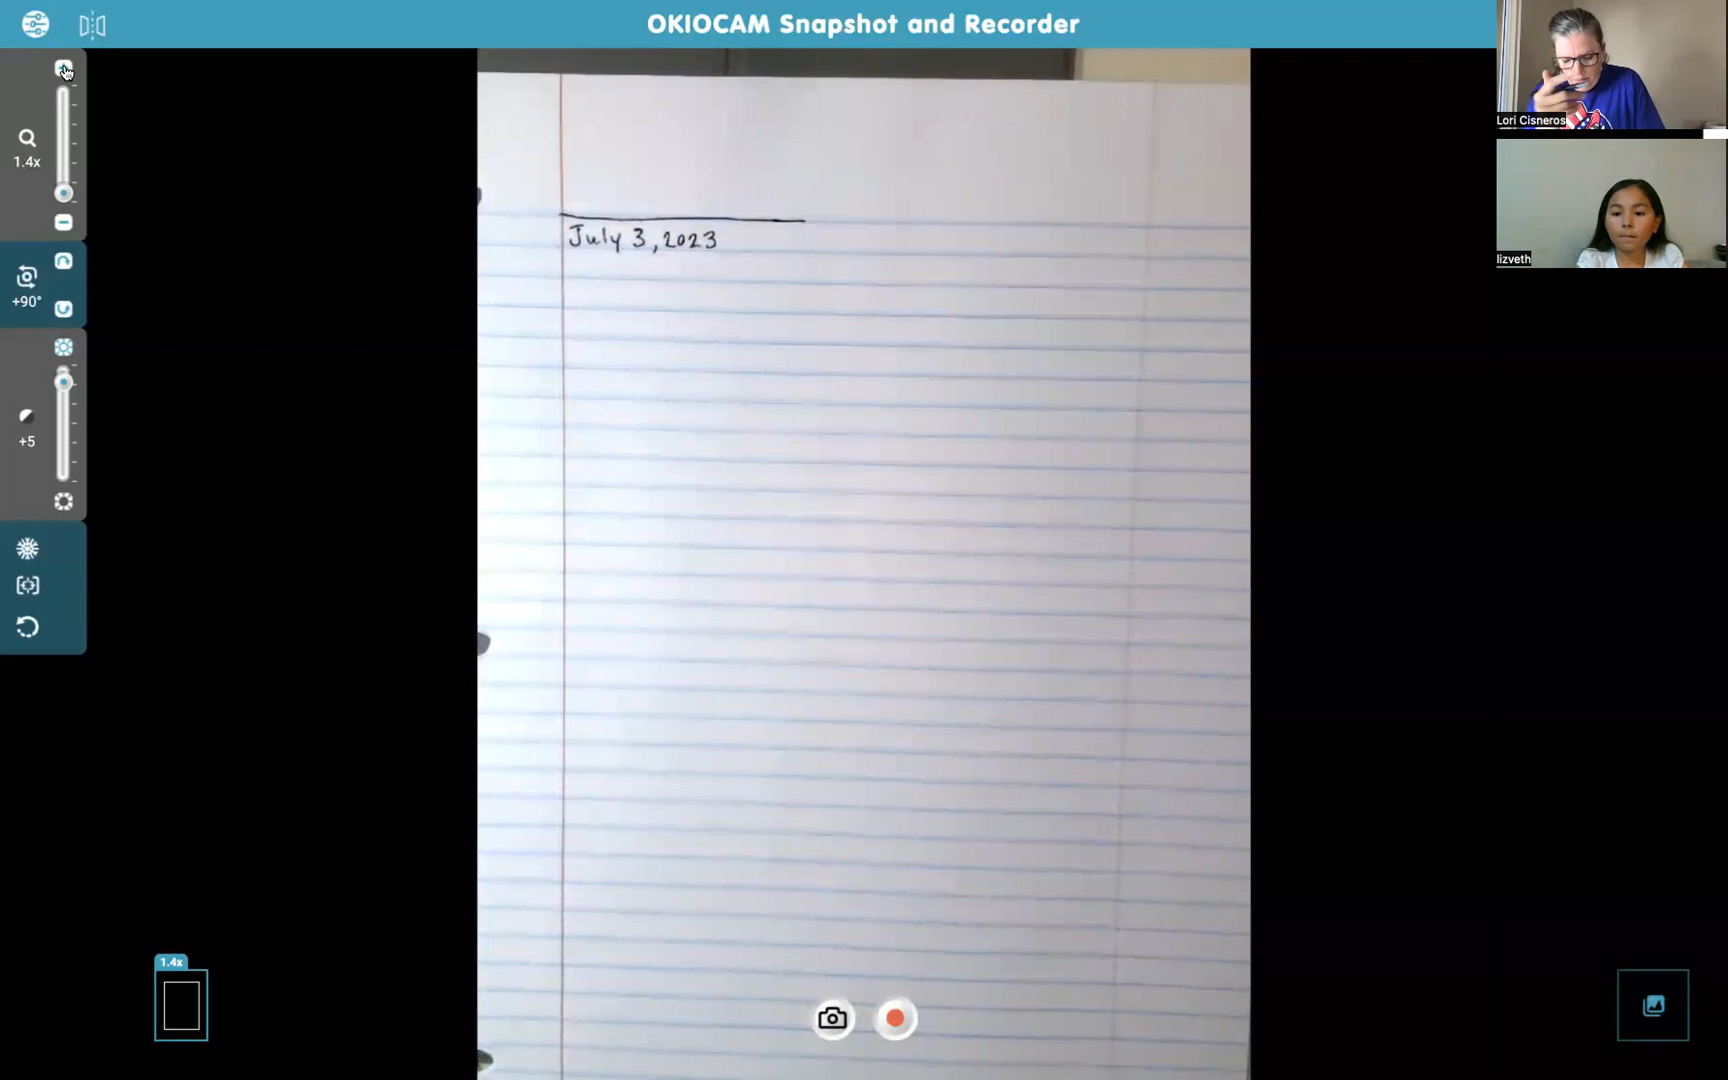 OKIOCAM Snapshot and Recorder
Lori Cisneros
lizveth
1.4x
+90°
+5
July 3, 2023
1.4x